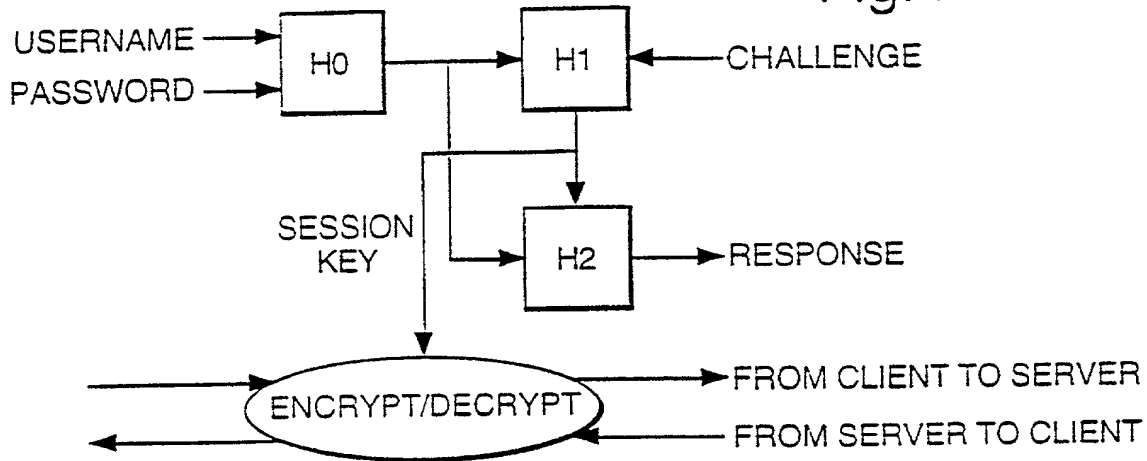 Fig.
USERNAME
PASSWORD
H0
H1
CHALLENGE
SESSION
KEY
H2
RESPONSE
ENCRYPT/DECRYPT
FROM CLIENT TO SERVER
FROM SERVER TO CLIENT